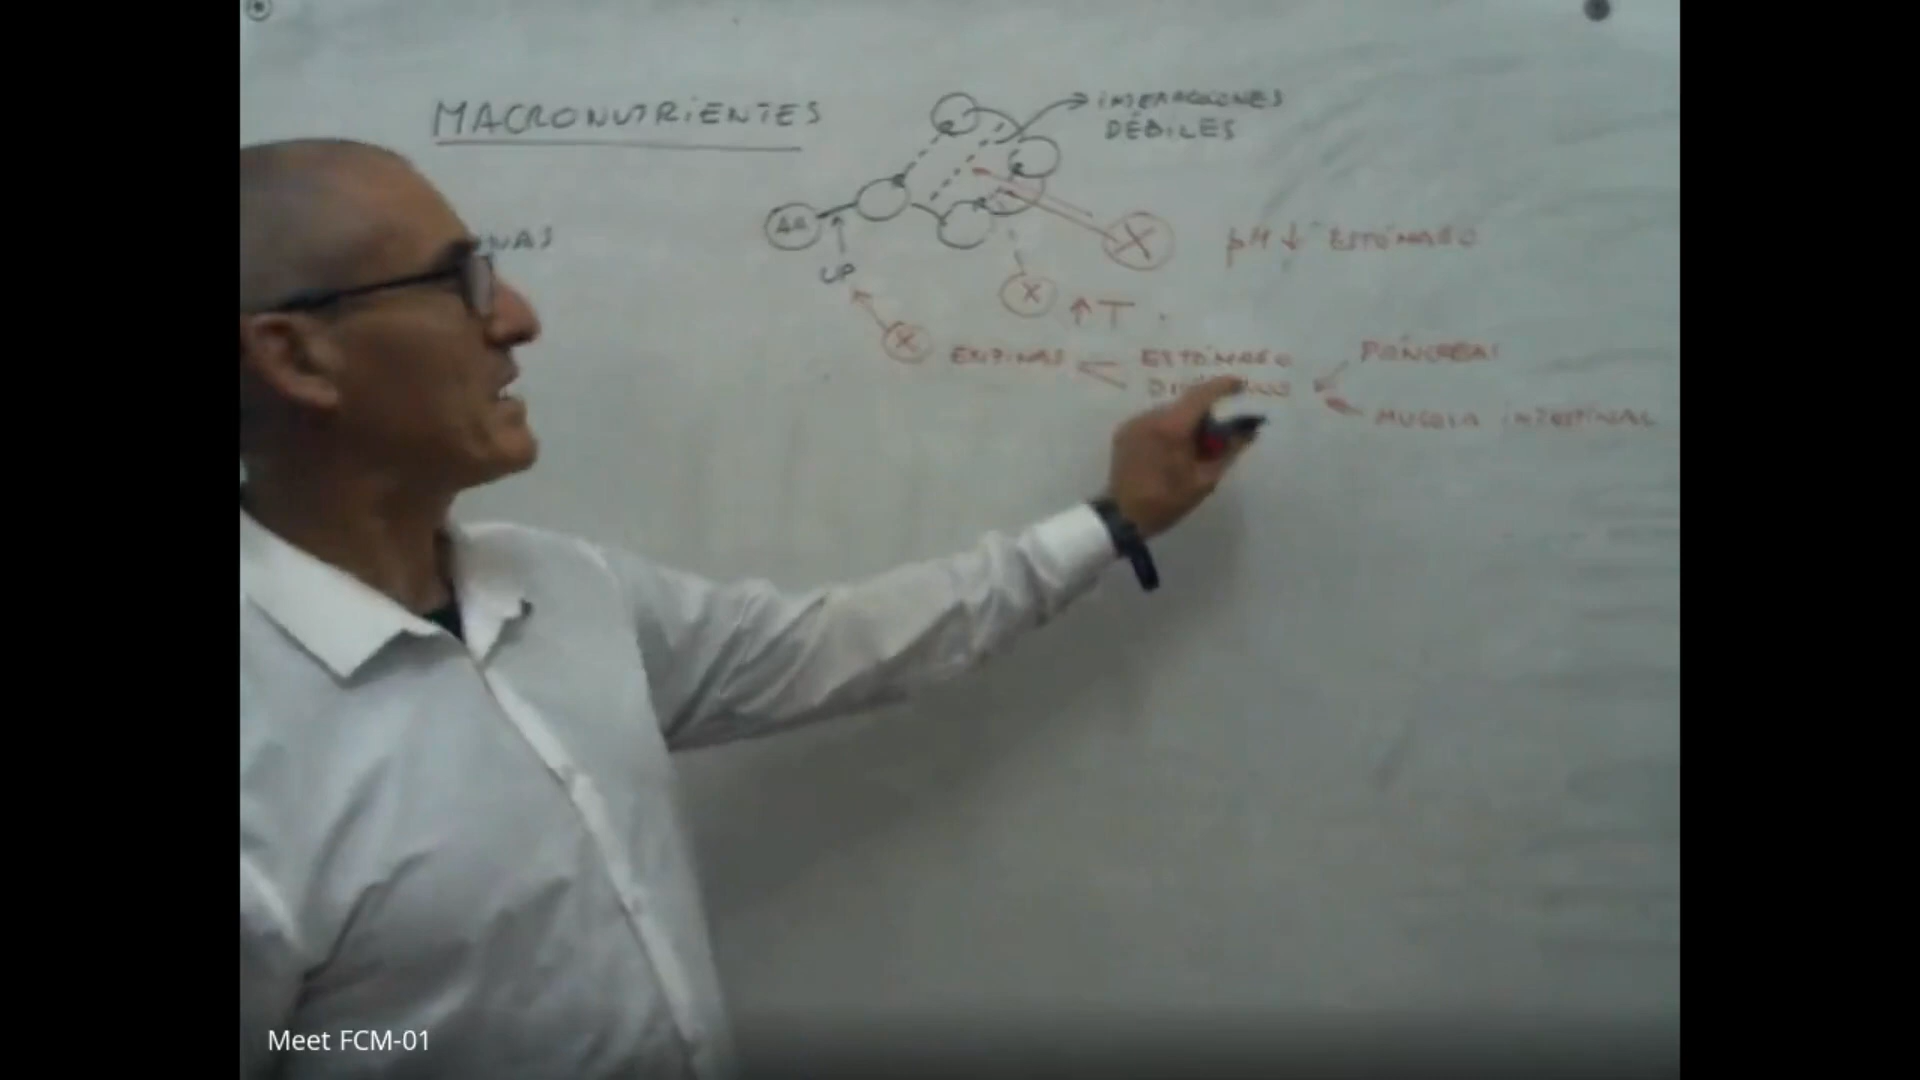 MACRONUTRIENTES
INTERACCIONES
DÉBILES
AA
UP
pH ↓ ESTÓMAGO
X
X
↑ T
X
ENZIMAS
ESTÓMAGO
PÁNCREAS
MUCOSA INTESTINAL
Meet FCM-01